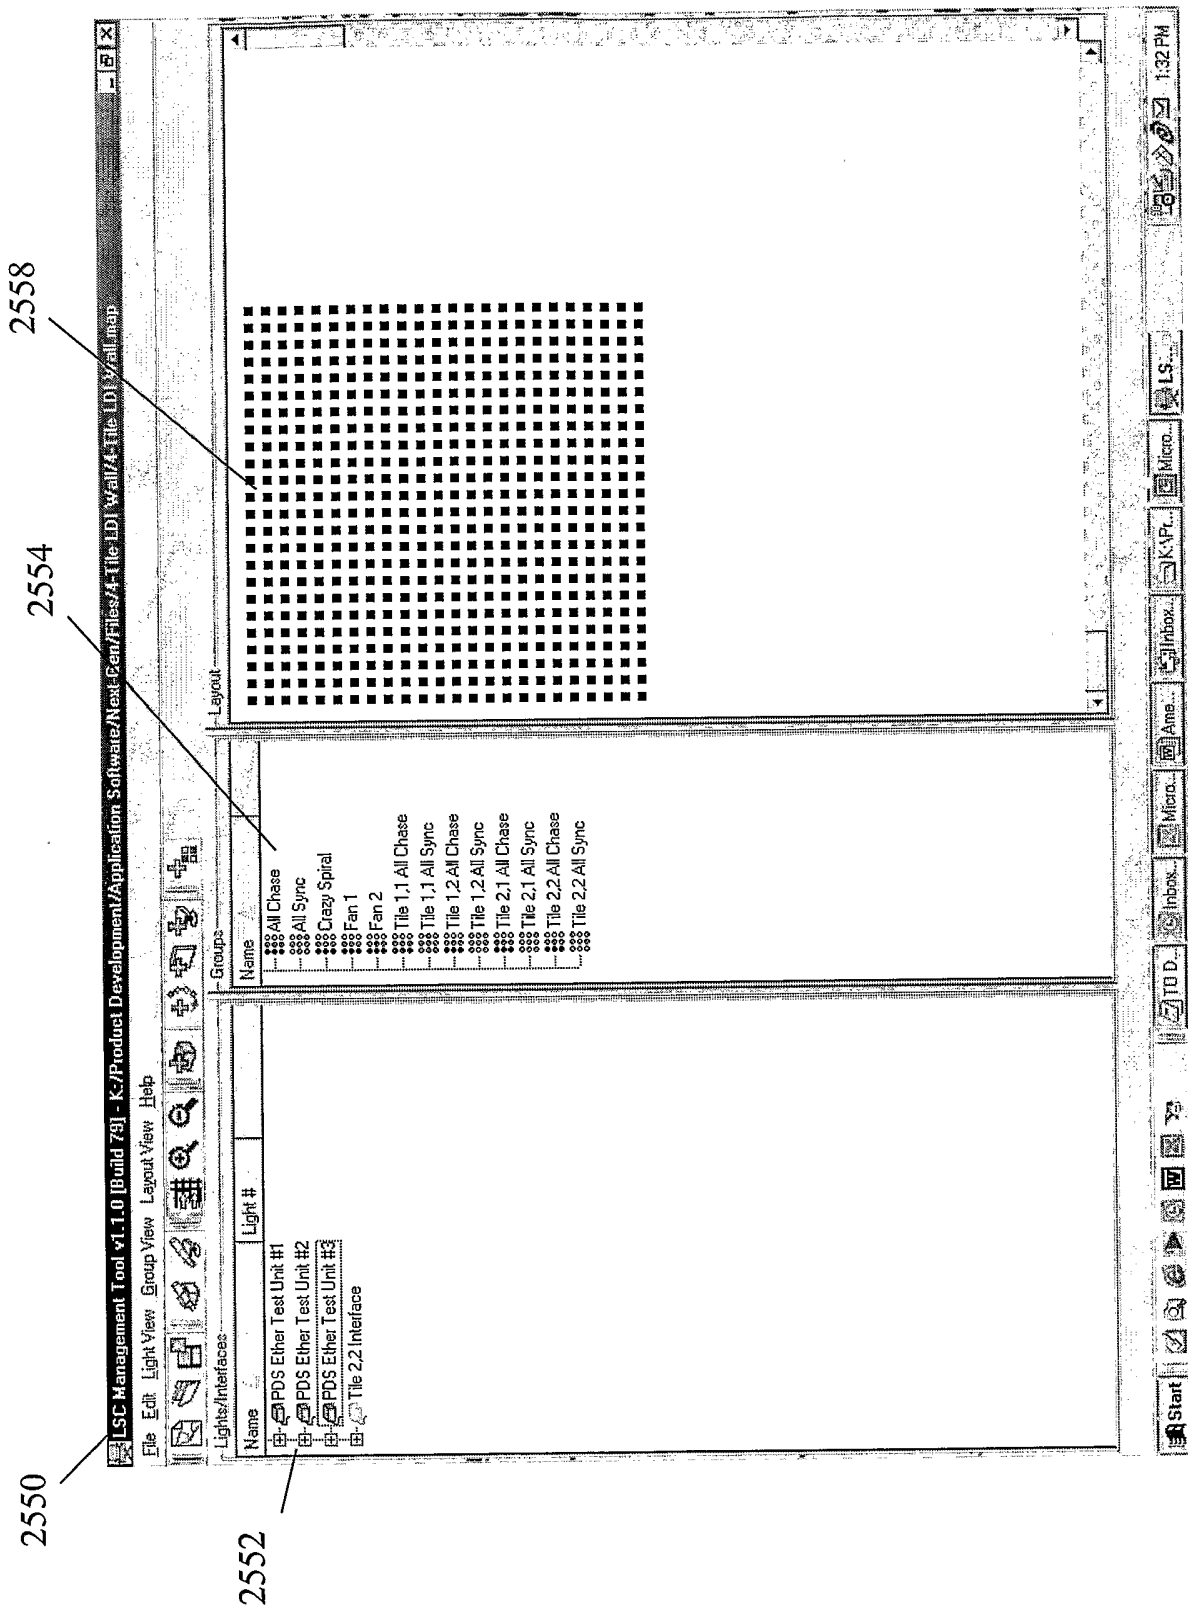 2550
2552
2554
2558
LSC Management Tool v1.1.0 [Build 79] - K:/Product Development/Application Software/Next-Gen/Files/4-Tile LDI Wall/4-Tile LDI Wall.map
File Edit Light View Group View Layout View Help
Lights/Interfaces
Name Light #
PDS Ether Test Unit #1
PDS Ether Test Unit #2
PDS Ether Test Unit #3
Tile 2,2 Interface
Groups
Name
All Chase
All Sync
Crazy Spiral
Fan 1
Fan 2
Tile 1,1 All Chase
Tile 1,1 All Sync
Tile 1,2 All Chase
Tile 1,2 All Sync
Tile 2,1 All Chase
Tile 2,1 All Sync
Tile 2,2 All Chase
Tile 2,2 All Sync
Layout
Start
TO D...
Inbox...
Micro...
Ame...
Inbox...
K:\Pr...
Micro...
LS...
1:32 PM